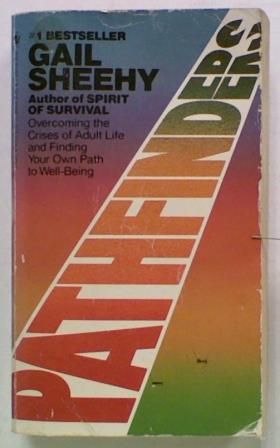 #1 BESTSELLER
GAIL
SHEEHY
Author of SPIRIT
OF SURVIVAL
Overcoming the
Crises of Adult Life
and Finding
Your Own Path
to Well-Being
PATHFINDERS